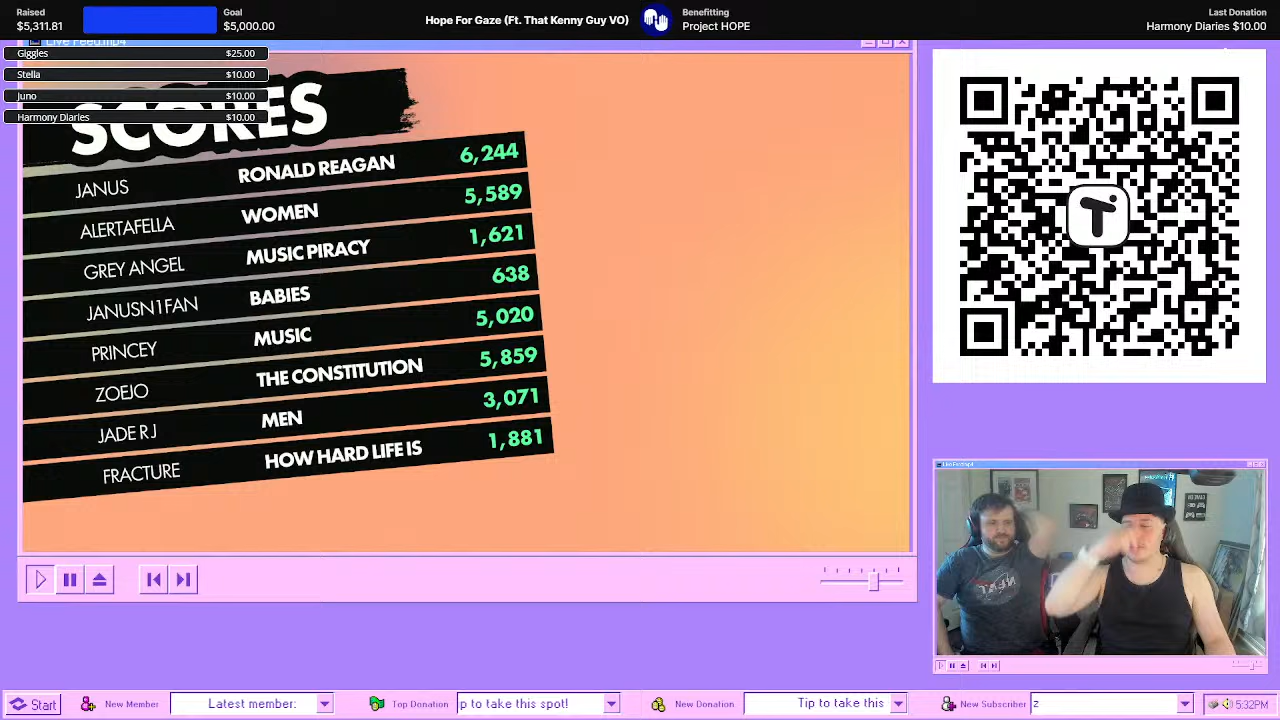 Raised
$5,311.81
Goal
$5,000.00
Hope For Gaze (Ft. That Kenny Guy VO)
Benefitting
Project HOPE
Last Donation
Harmony Diaries $10.00
Live Feed.mp4
Giggles $25.00
Stella $10.00
Juno $10.00
Harmony Diaries $10.00
SCORES
JANUS RONALD REAGAN 6,244
ALERTAFELLA WOMEN 5,589
GREY ANGEL MUSIC PIRACY 1,621
JANUSN1FAN BABIES 638
PRINCEY MUSIC 5,020
ZOEJO THE CONSTITUTION 5,859
JADE RJ MEN 3,071
FRACTURE HOW HARD LIFE IS 1,881
T
Start
New Member
Latest member:
Top Donation
p to take this spot!
New Donation
Tip to take this
New Subscriber
z
5:32PM